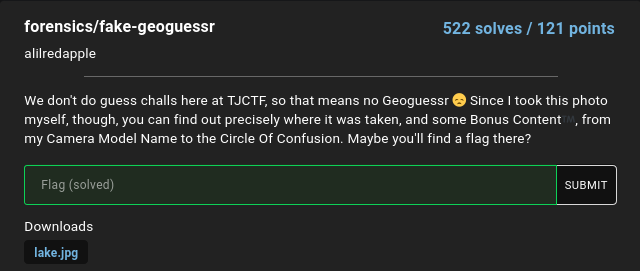 forensics/fake-geoguessr
522 solves / 121 points
alilredapple
We don't do guess challs here at TJCTF, so that means no Geoguessr 😔 Since I took this photo
myself, though, you can find out precisely where it was taken, and some Bonus Content™, from
my Camera Model Name to the Circle Of Confusion. Maybe you'll find a flag there?
Flag (solved)
SUBMIT
Downloads
lake.jpg